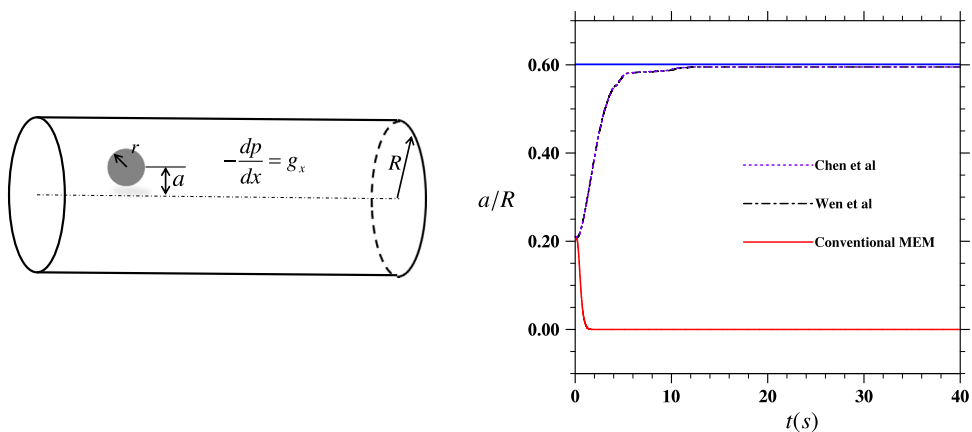 r
a
-dp/dx = g_x
R
0.60
0.40
a/R
0.20
0.00
Chen et al
Wen et al
Conventional MEM
0 10 20 30 40
t(s)